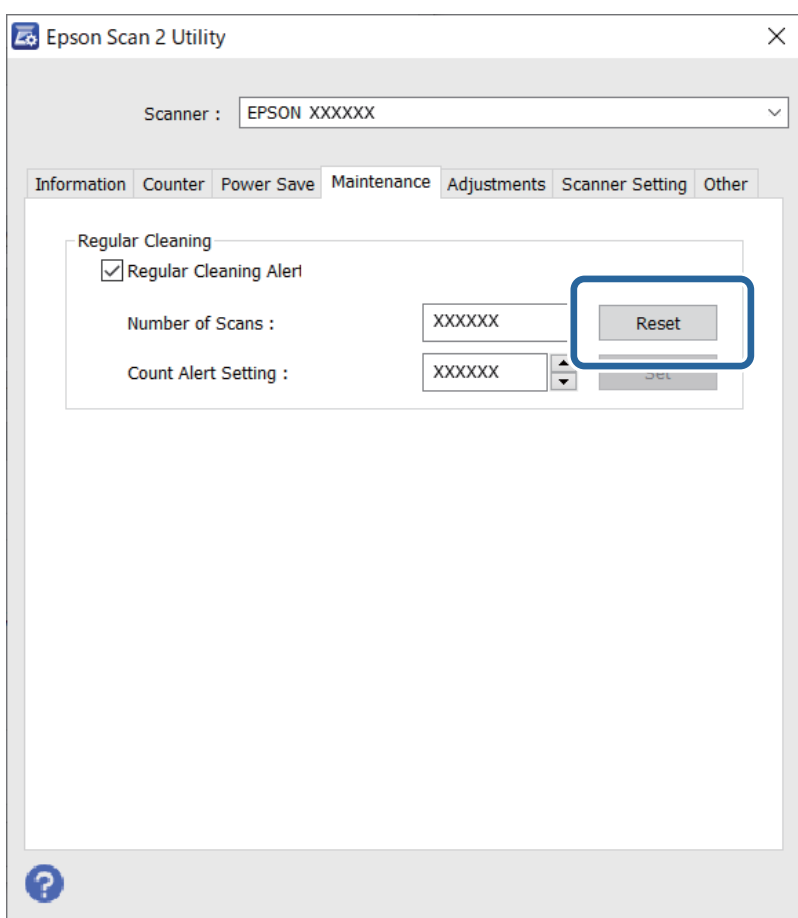 Epson Scan 2 Utility
Scanner : EPSON XXXXXX
Information Counter Power Save Maintenance Adjustments Scanner Setting Other
Regular Cleaning
Regular Cleaning Alert
Number of Scans : XXXXXX Reset
Count Alert Setting : XXXXXX Set
?